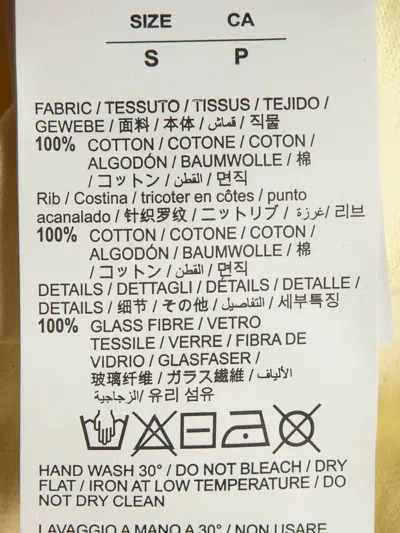 SIZE CA
S P
FABRIC / TESSUTO / TISSUS / TEJIDO /
GEWEBE / 面料 / 本体 / قماش / 직물
100% COTTON / COTONE / COTON /
ALGODÓN / BAUMWOLLE / 棉
/ コットン / القطن / 면직
Rib / Costina / tricoter en côtes / punto
acanalado / 针织罗纹 / ニットリブ / غرزة / 리브
100% COTTON / COTONE / COTON /
ALGODÓN / BAUMWOLLE / 棉
/ コットン / القطن / 면직
DETAILS / DETTAGLI / DÉTAILS / DETALLE /
DETAILS / 细节 / その他 / التفاصيل / 세부특징
100% GLASS FIBRE / VETRO
TESSILE / VERRE / FIBRA DE
VIDRIO / GLASFASER /
玻璃纤维 / ガラス繊維 / الألياف
الزجاجية / 유리 섬유
HAND WASH 30° / DO NOT BLEACH / DRY
FLAT / IRON AT LOW TEMPERATURE / DO
NOT DRY CLEAN
LAVAGGIO A MANO A 30° / NON USARE